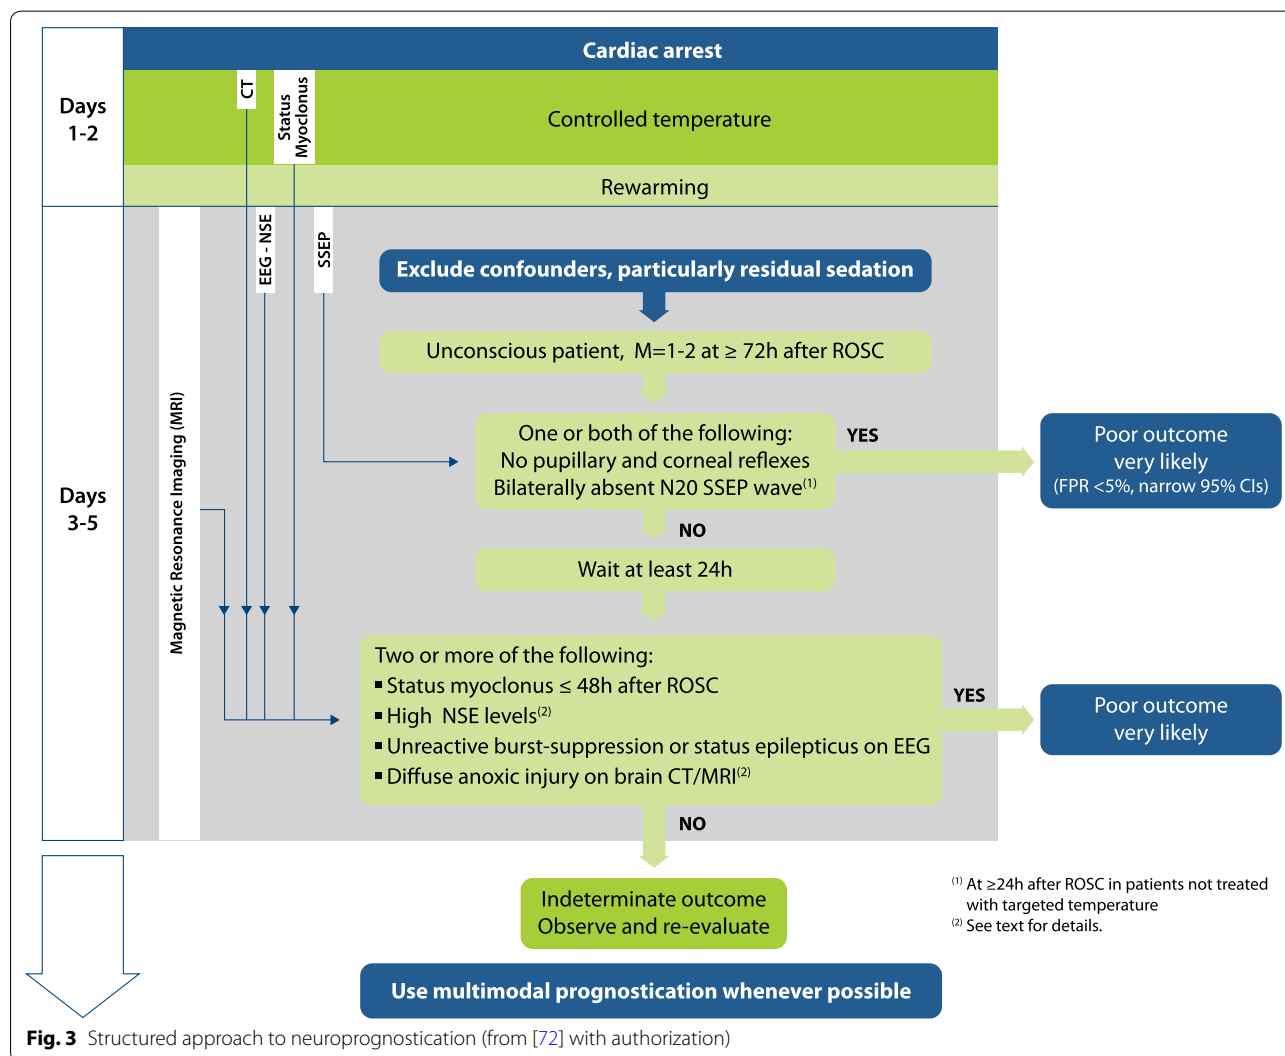 Cardiac arrest
Days
1-2
CT
Status
Myoclonus
Controlled temperature
Rewarming
Days
3-5
Magnetic Resonance Imaging (MRI)
EEG - NSE
SSEP
Exclude confounders, particularly residual sedation
Unconscious patient, M=1-2 at ≥ 72h after ROSC
One or both of the following:
No pupillary and corneal reflexes
Bilaterally absent N20 SSEP wave(1)
YES
Poor outcome
very likely
(FPR <5%, narrow 95% CIs)
NO
Wait at least 24h
Two or more of the following:
▪ Status myoclonus ≤ 48h after ROSC
▪ High NSE levels(2)
▪ Unreactive burst-suppression or status epilepticus on EEG
▪ Diffuse anoxic injury on brain CT/MRI(2)
YES
Poor outcome
very likely
NO
Indeterminate outcome
Observe and re-evaluate
(1) At ≥24h after ROSC in patients not treated
with targeted temperature
(2) See text for details.
Use multimodal prognostication whenever possible
Fig. 3 Structured approach to neuroprognostication (from [72] with authorization)